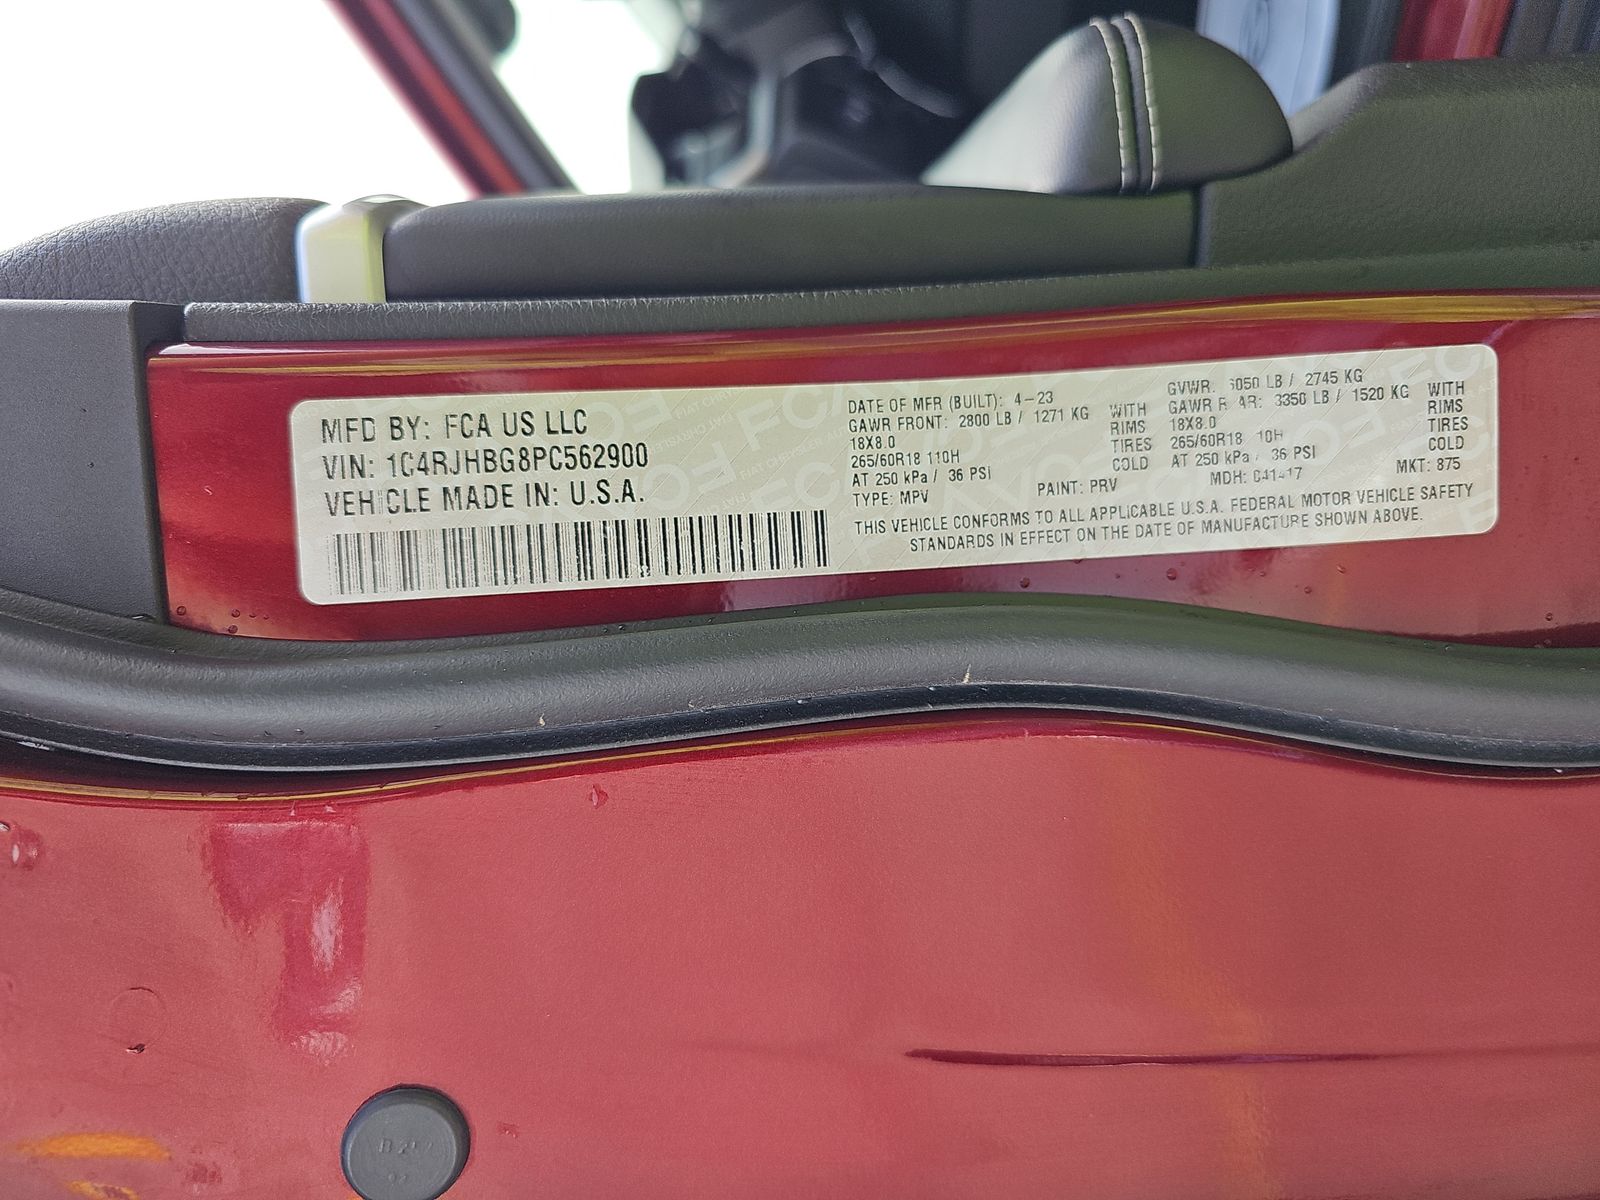 MFD BY: FCA US LLC
VIN: 1C4RJHBG8PC562900
VEHICLE MADE IN: U.S.A.
DATE OF MFR (BUILT): 4-23
GAWR FRONT: 2800 LB / 1271 KG WITH
18X8.0 RIMS
265/60R18 110H TIRES
AT 250 kPa / 36 PSI COLD
TYPE: MPV PAINT: PRV
GVWR: 6050 LB / 2745 KG
GAWR R AR: 3350 LB / 1520 KG WITH
18X8.0 RIMS
265/60R18 10H TIRES
AT 250 kPa / 36 PSI COLD
MDH: MKT: 875
THIS VEHICLE CONFORMS TO ALL APPLICABLE U.S.A. FEDERAL MOTOR VEHICLE SAFETY
STANDARDS IN EFFECT ON THE DATE OF MANUFACTURE SHOWN ABOVE.